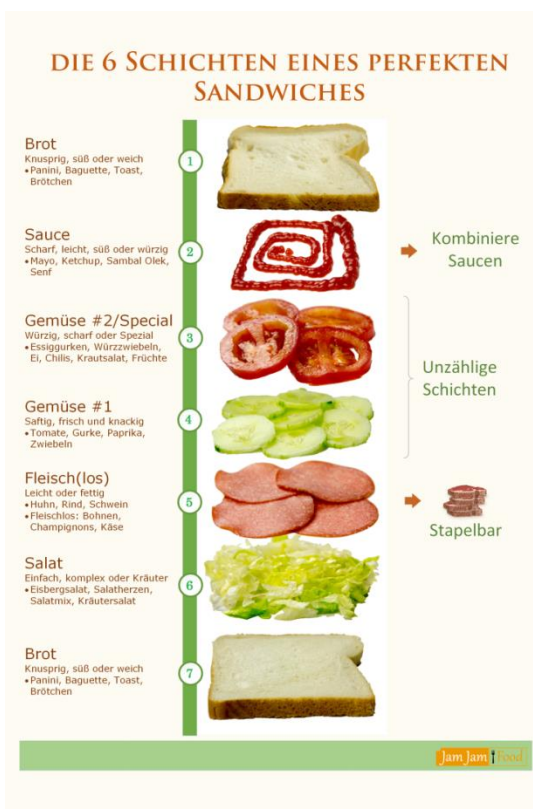 DIE 6 SCHICHTEN EINES PERFEKTEN
SANDWICHES
Brot
Knusprig, süß oder weich
•Panini, Baguette, Toast,
Brötchen
1
Sauce
Scharf, leicht, süß oder würzig
•Mayo, Ketchup, Sambal Olek,
Senf
2
Kombiniere
Saucen
Gemüse #2/Special
Würzig, scharf oder Spezial
•Essiggurken, Würzzwiebeln,
Ei, Chilis, Krautsalat, Früchte
3
Unzählige
Schichten
Gemüse #1
Saftig, frisch und knackig
•Tomate, Gurke, Paprika,
Zwiebeln
4
Fleisch(los)
Leicht oder fettig
•Huhn, Rind, Schwein
•Fleischlos: Bohnen,
Champignons, Käse
5
Stapelbar
Salat
Einfach, komplex oder Kräuter
•Eisbergsalat, Salatherzen,
Salatmix, Kräutersalat
6
Brot
Knusprig, süß oder weich
•Panini, Baguette, Toast,
Brötchen
7
Jam Jam Food